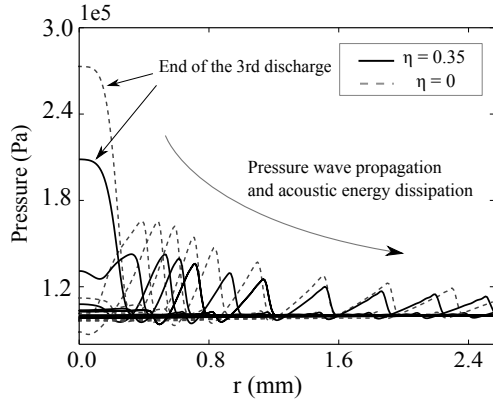 1e5
3.0
2.4
1.8
1.2
Pressure (Pa)
End of the 3rd discharge
η = 0.35
η = 0
Pressure wave propagation
and acoustic energy dissipation
0.0 0.8 1.6 2.4
r (mm)